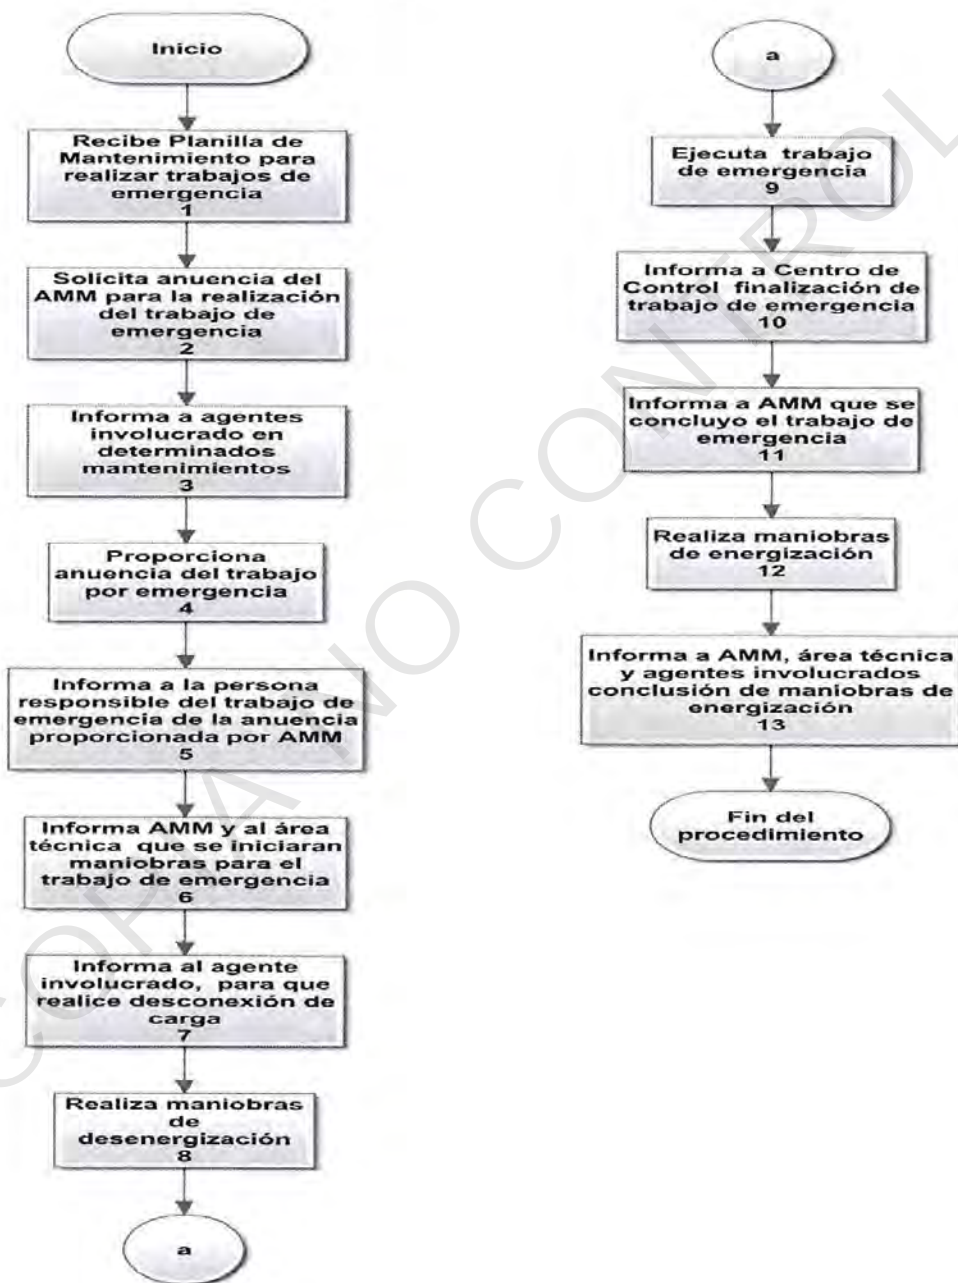 Inicio
Recibe Planilla de
Mantenimiento para
realizar trabajos de
emergencia
1
Solicita anuencia del
AMM para la realización
del trabajo de
emergencia
2
Informa a agentes
involucrado en
determinados
mantenimientos
3
Proporciona
anuencia del trabajo
por emergencia
4
Informa a la persona
responsible del trabajo de
emergencia de la anuencia
proporcionada por AMM
5
Informa AMM y al área
técnica que se iniciaran
maniobras para el
trabajo de emergencia
6
Informa al agente
involucrado, para que
realice desconexión de
carga
7
Realiza maniobras
de
desenergización
8
a
a
Ejecuta trabajo
de emergencia
9
Informa a Centro de
Control finalización de
trabajo de emergencia
10
Informa a AMM que se
concluyo el trabajo de
emergencia
11
Realiza maniobras
de energización
12
Informa a AMM, área técnica
y agentes involucrados
conclusión de maniobras de
energización
13
Fin del
procedimiento
COPIA NO CONTROL